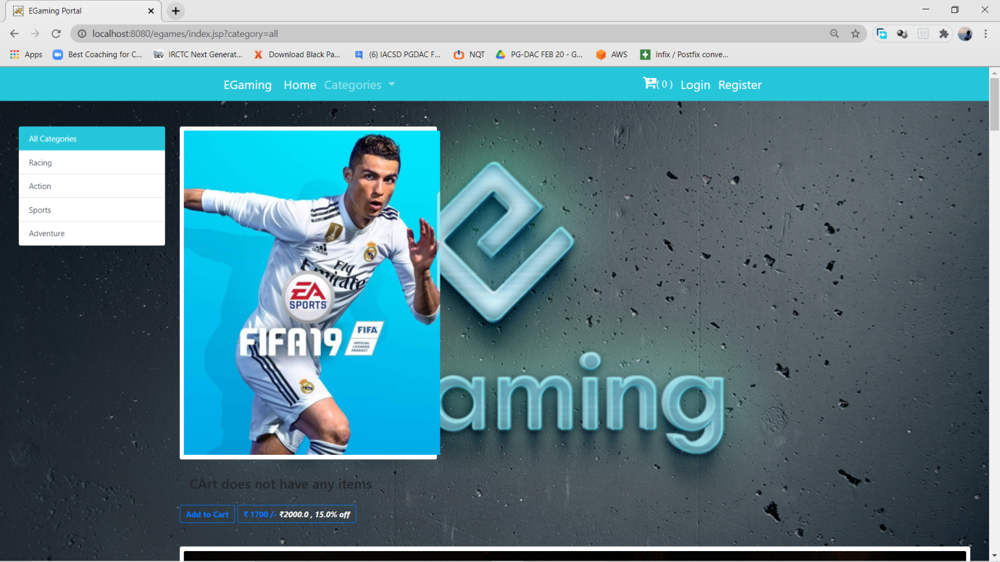 EGaming Portal
localhost:8080/egames/index.jsp?category=all
Apps Best Coaching for C... IRCTC Next Generat... Download Black Pa... (6) IACSD PGDAC F... NQT PG-DAC FEB 20 - G... AWS Infix / Postfix conve...
EGaming Home Categories ( 0 ) Login Register
All Categories
Racing
Action
Sports
Adventure
adidas
Fly
Emirates
EA
SPORTS
FIFA19 FIFA
OFFICIAL
LICENSED
PRODUCT
aming
CArt does not have any items
Add to Cart ₹ 1700 /- ₹2000.0 , 15.0% off